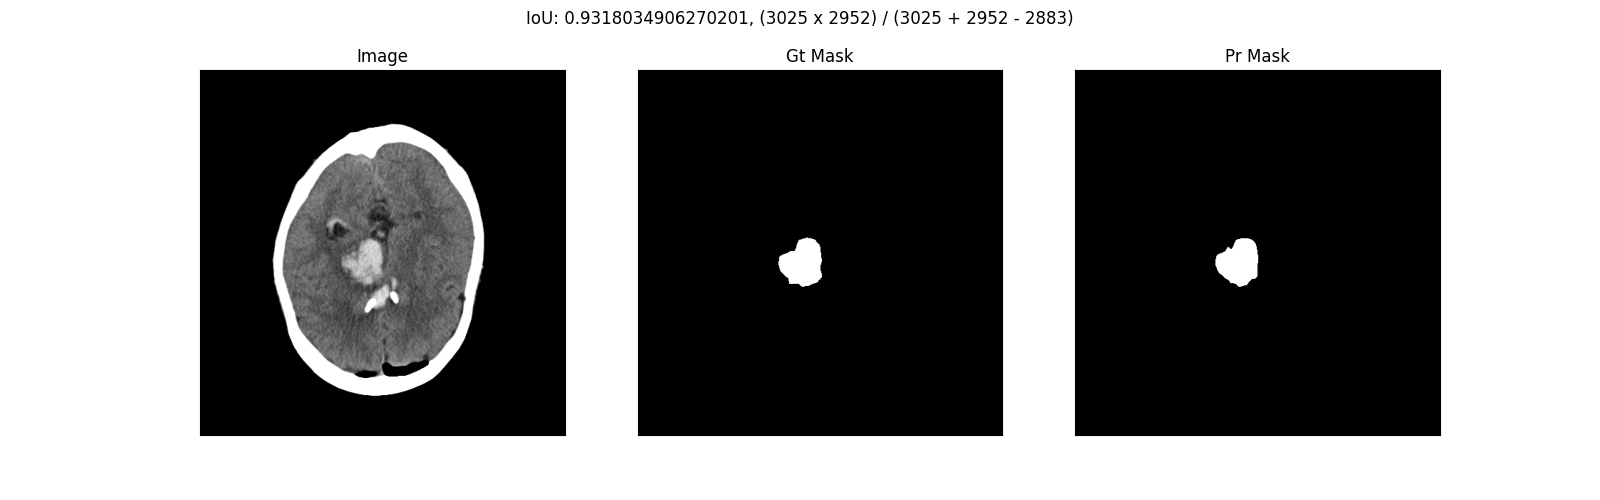 IoU: 0.9318034906270201, (3025 x 2952) / (3025 + 2952 - 2883)
Image
Gt Mask
Pr Mask